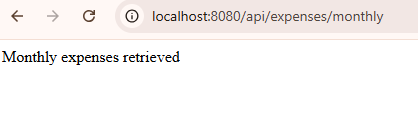 localhost:8080/api/expenses/monthly
Monthly expenses retrieved